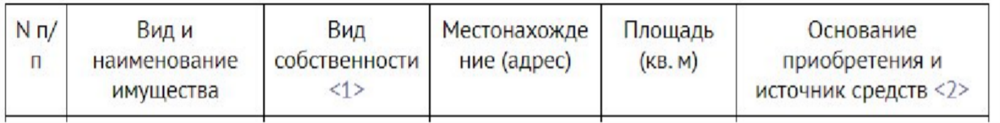 N п/
п
Вид и
наименование
имущества
Вид
собственности
<1>
Местонахожде
ние (адрес)
Площадь
(кв. м)
Основание
приобретения и
источник средств <2>